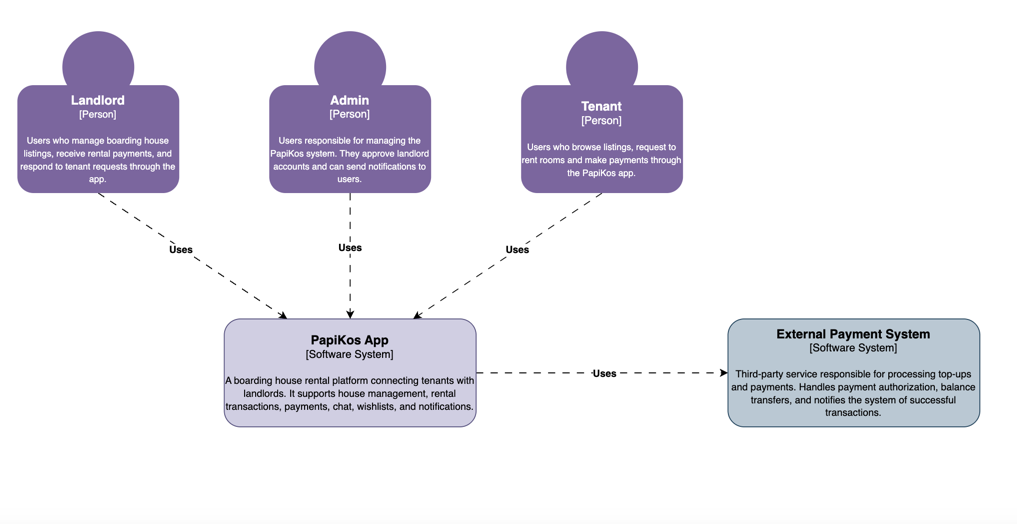 Landlord
[Person]
Users who manage boarding house
listings, receive rental payments, and
respond to tenant requests through the
app.
Admin
[Person]
Users responsible for managing the
PapiKos system. They approve landlord
accounts and can send notifications to
users.
Tenant
[Person]
Users who browse listings, request to
rent rooms and make payments through
the PapiKos app.
Uses
Uses
Uses
PapiKos App
[Software System]
A boarding house rental platform connecting tenants with
landlords. It supports house management, rental
transactions, payments, chat, wishlists, and notifications.
Uses
External Payment System
[Software System]
Third-party service responsible for processing top-ups
and payments. Handles payment authorization, balance
transfers, and notifies the system of successful
transactions.